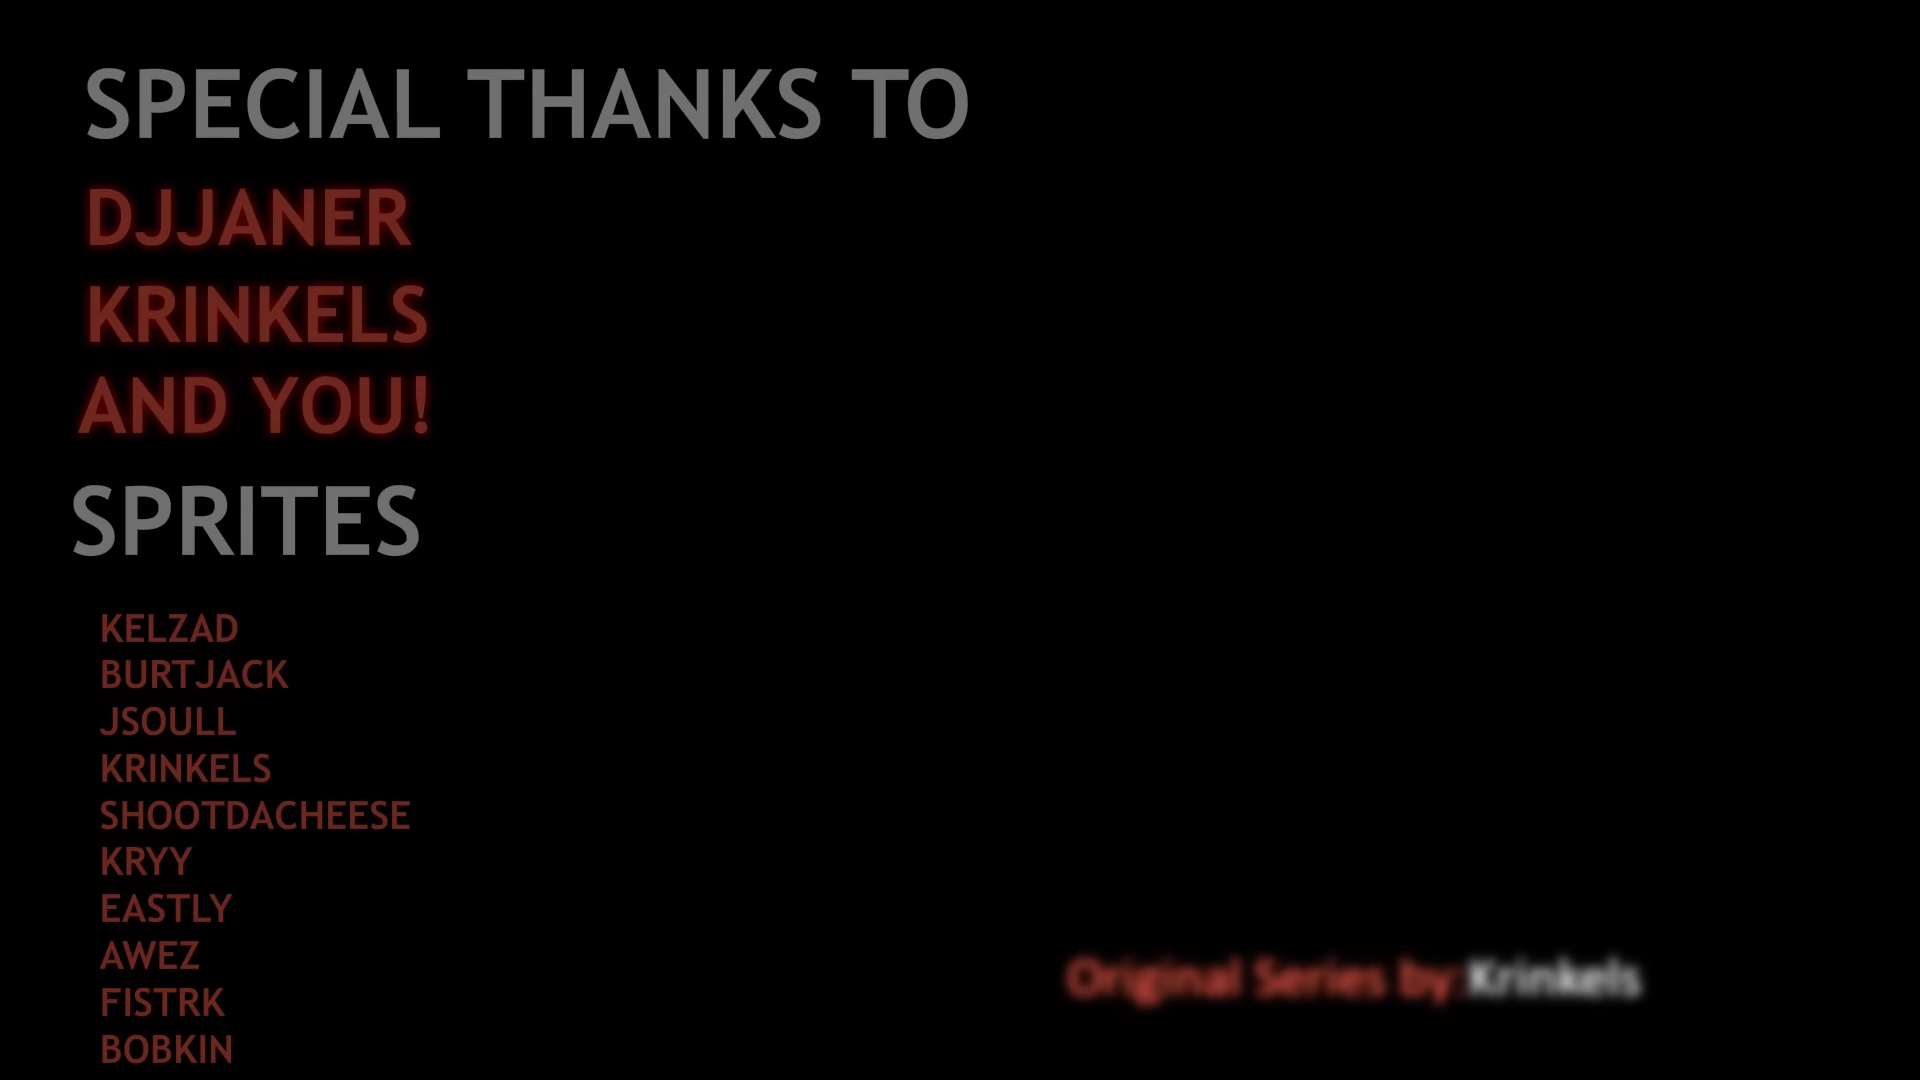 SPECIAL THANKS TO
DJJANER
KRINKELS
AND YOU!
SPRITES
KELZAD
BURTJACK
JSOULL
KRINKELS
SHOOTDACHEESE
KRYY
EASTLY
AWEZ
FISTRK
BOBKIN
Original Series by: Krinkels